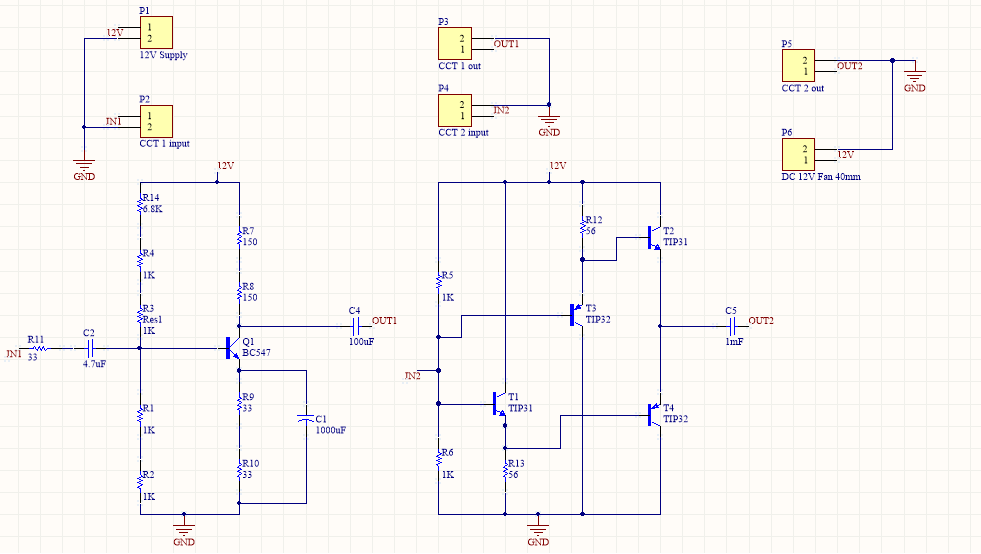 P1
12V
1
2
12V Supply
P2
JN1
1
2
CCT 1 input
GND
P3
2
1
OUT1
CCT 1 out
P4
2
1
JN2
CCT 2 input
GND
P5
2
1
OUT2
CCT 2 out
GND
P6
2
1
12V
DC 12V Fan 40mm
12V
R14
6.8K
R7
150
R4
1K
R8
150
R3
Res1
1K
C4
100uF
OUT1
R11
33
JN1
C2
4.7uF
Q1
BC547
R1
1K
R9
33
C1
1000uF
R2
1K
R10
33
GND
12V
R12
56
T2
TIP31
R5
1K
T3
TIP32
C5
1mF
OUT2
JN2
T1
TIP31
T4
TIP32
R6
1K
R13
56
GND